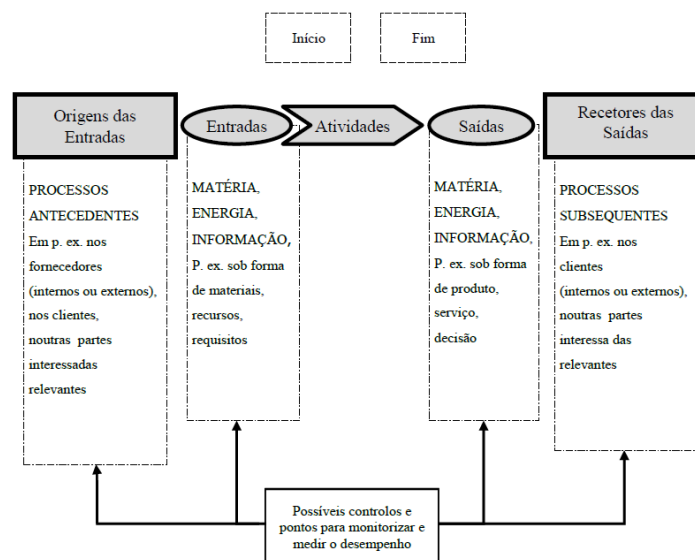 Início
Fim
Origens das
Entradas
Entradas
Atividades
Saídas
Recetores das
Saídas
PROCESSOS
ANTECEDENTES
Em p. ex. nos
fornecedores
(internos ou externos),
nos clientes,
noutras partes
interessadas
relevantes
MATÉRIA,
ENERGIA,
INFORMAÇÃO,
P. ex. sob forma
de materiais,
recursos,
requisitos
MATÉRIA,
ENERGIA,
INFORMAÇÃO,
P. ex. sob forma
de produto,
serviço,
decisão
PROCESSOS
SUBSEQUENTES
Em p. ex. nos
clientes
(internos ou externos),
noutras partes
interessa das
relevantes
Possíveis controlos e
pontos para monitorizar e
medir o desempenho